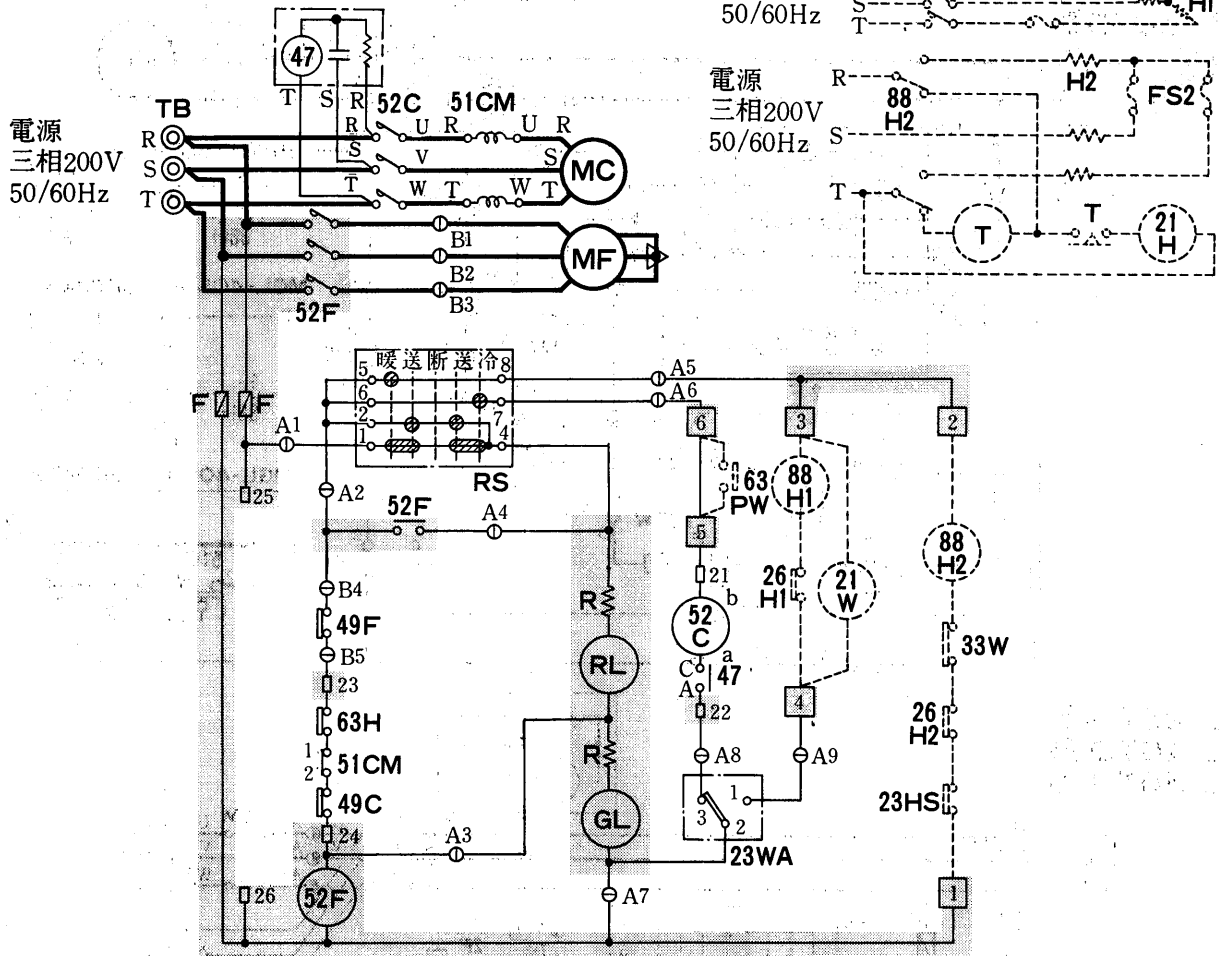 50/60Hz
S
T
H1
電源
三相200V
50/60Hz
R
S
T
88
H2
H2
FS2
T
T
21
H
47
T
S
R
TB
電源
三相200V
50/60Hz
R
S
T
52C
51CM
R
U
R
U
R
S
V
S
MC
T
W
T
W
T
B1
B2
B3
MF
52F
暖送断送冷
5
8
6
2
7
1
4
RS
F
F
A1
25
A2
52F
A4
A5
A6
6
3
2
63
PW
5
88
H1
26
H1
21
W
88
H2
33W
26
H2
23HS
1
B4
49F
B5
23
63H
1
2
51CM
49C
24
A3
52F
26
R
RL
R
GL
A7
21
b
52
C
a
C
A
47
22
A8
4
A9
1
3
2
23WA